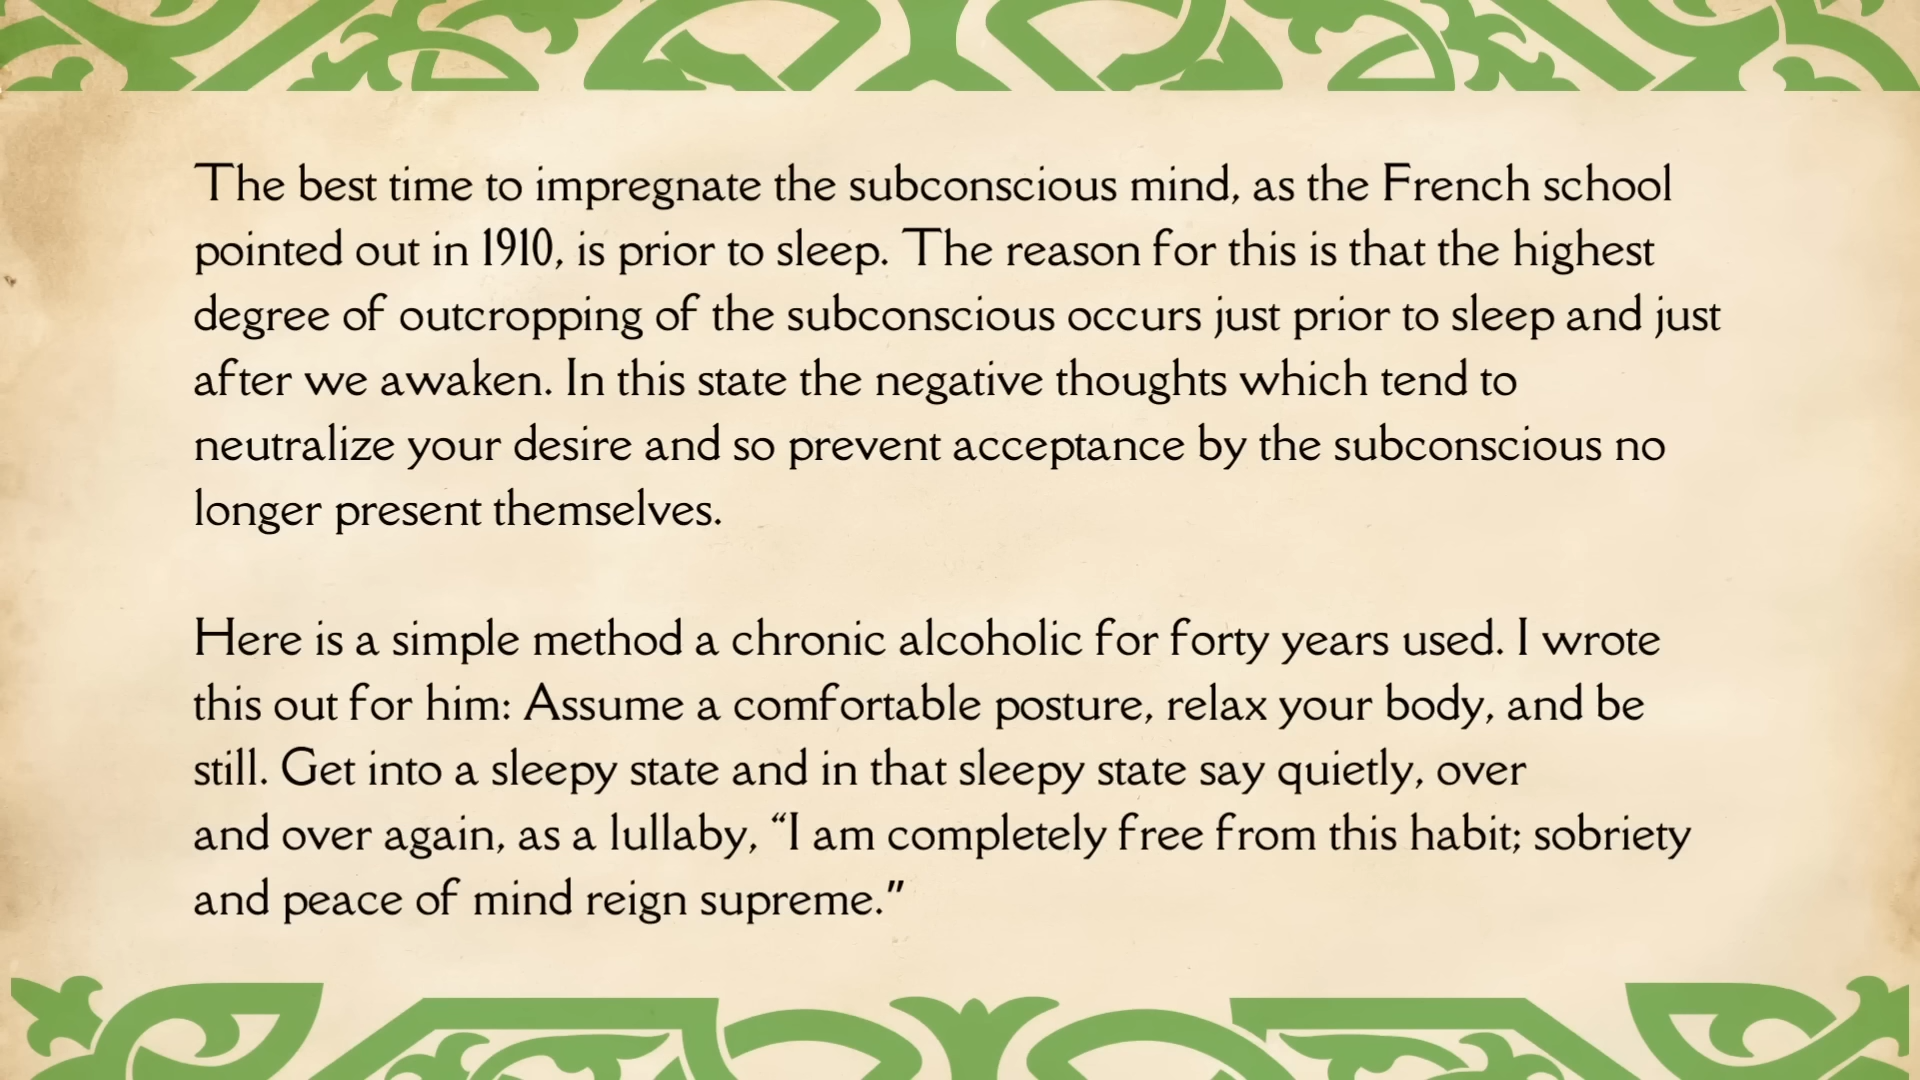 The best time to impregnate the subconscious mind, as the French school
pointed out in 1910, is prior to sleep. The reason for this is that the highest
degree of outcropping of the subconscious occurs just prior to sleep and just
after we awaken. In this state the negative thoughts which tend to
neutralize your desire and so prevent acceptance by the subconscious no
longer present themselves.
Here is a simple method a chronic alcoholic for forty years used. I wrote
this out for him: Assume a comfortable posture, relax your body, and be
still. Get into a sleepy state and in that sleepy state say quietly, over
and over again, as a lullaby, “I am completely free from this habit; sobriety
and peace of mind reign supreme."